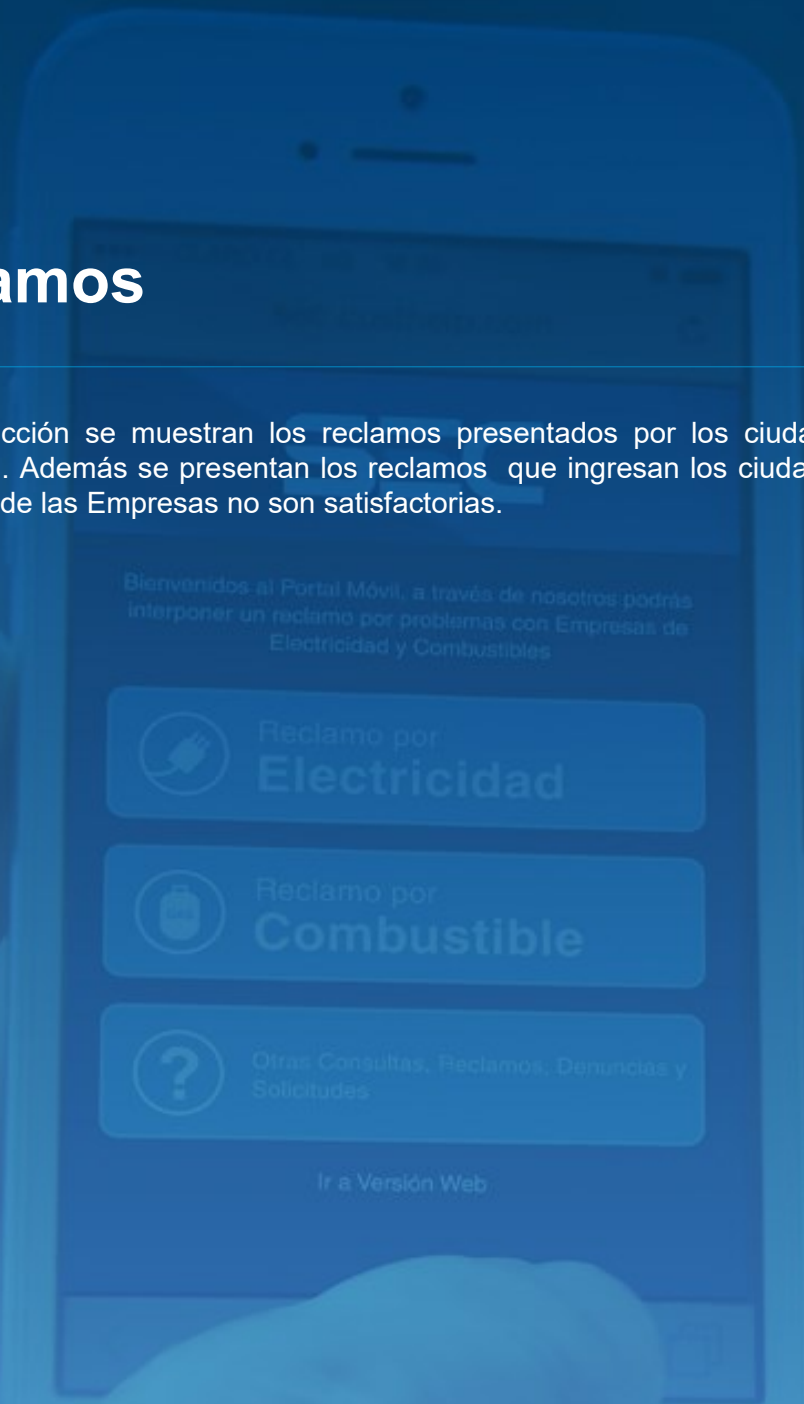 amos
cción se muestran los reclamos presentados por los ciuda
. Además se presentan los reclamos que ingresan los ciuda
de las Empresas no son satisfactorias.
SEC
Bienvenidos al Portal Móvil, a través de nosotros podrás
interponer un reclamo por problemas con Empresas de
Electricidad y Combustibles
Reclamo por
Electricidad
Reclamo por
Combustible
Otras Consultas, Reclamos, Denuncias y
Solicitudes
Ir a Versión Web